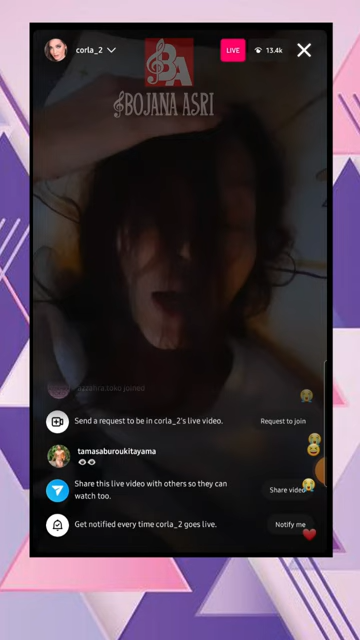 corla_2
LIVE
13.4k
BA
BOJANA ASRI
joined
Send a request to be in corla_2's live video.
Request to join
tamasaburoukitayama
Share this live video with others so they can
watch too.
Share video
Get notified every time corla_2 goes live.
Notify me